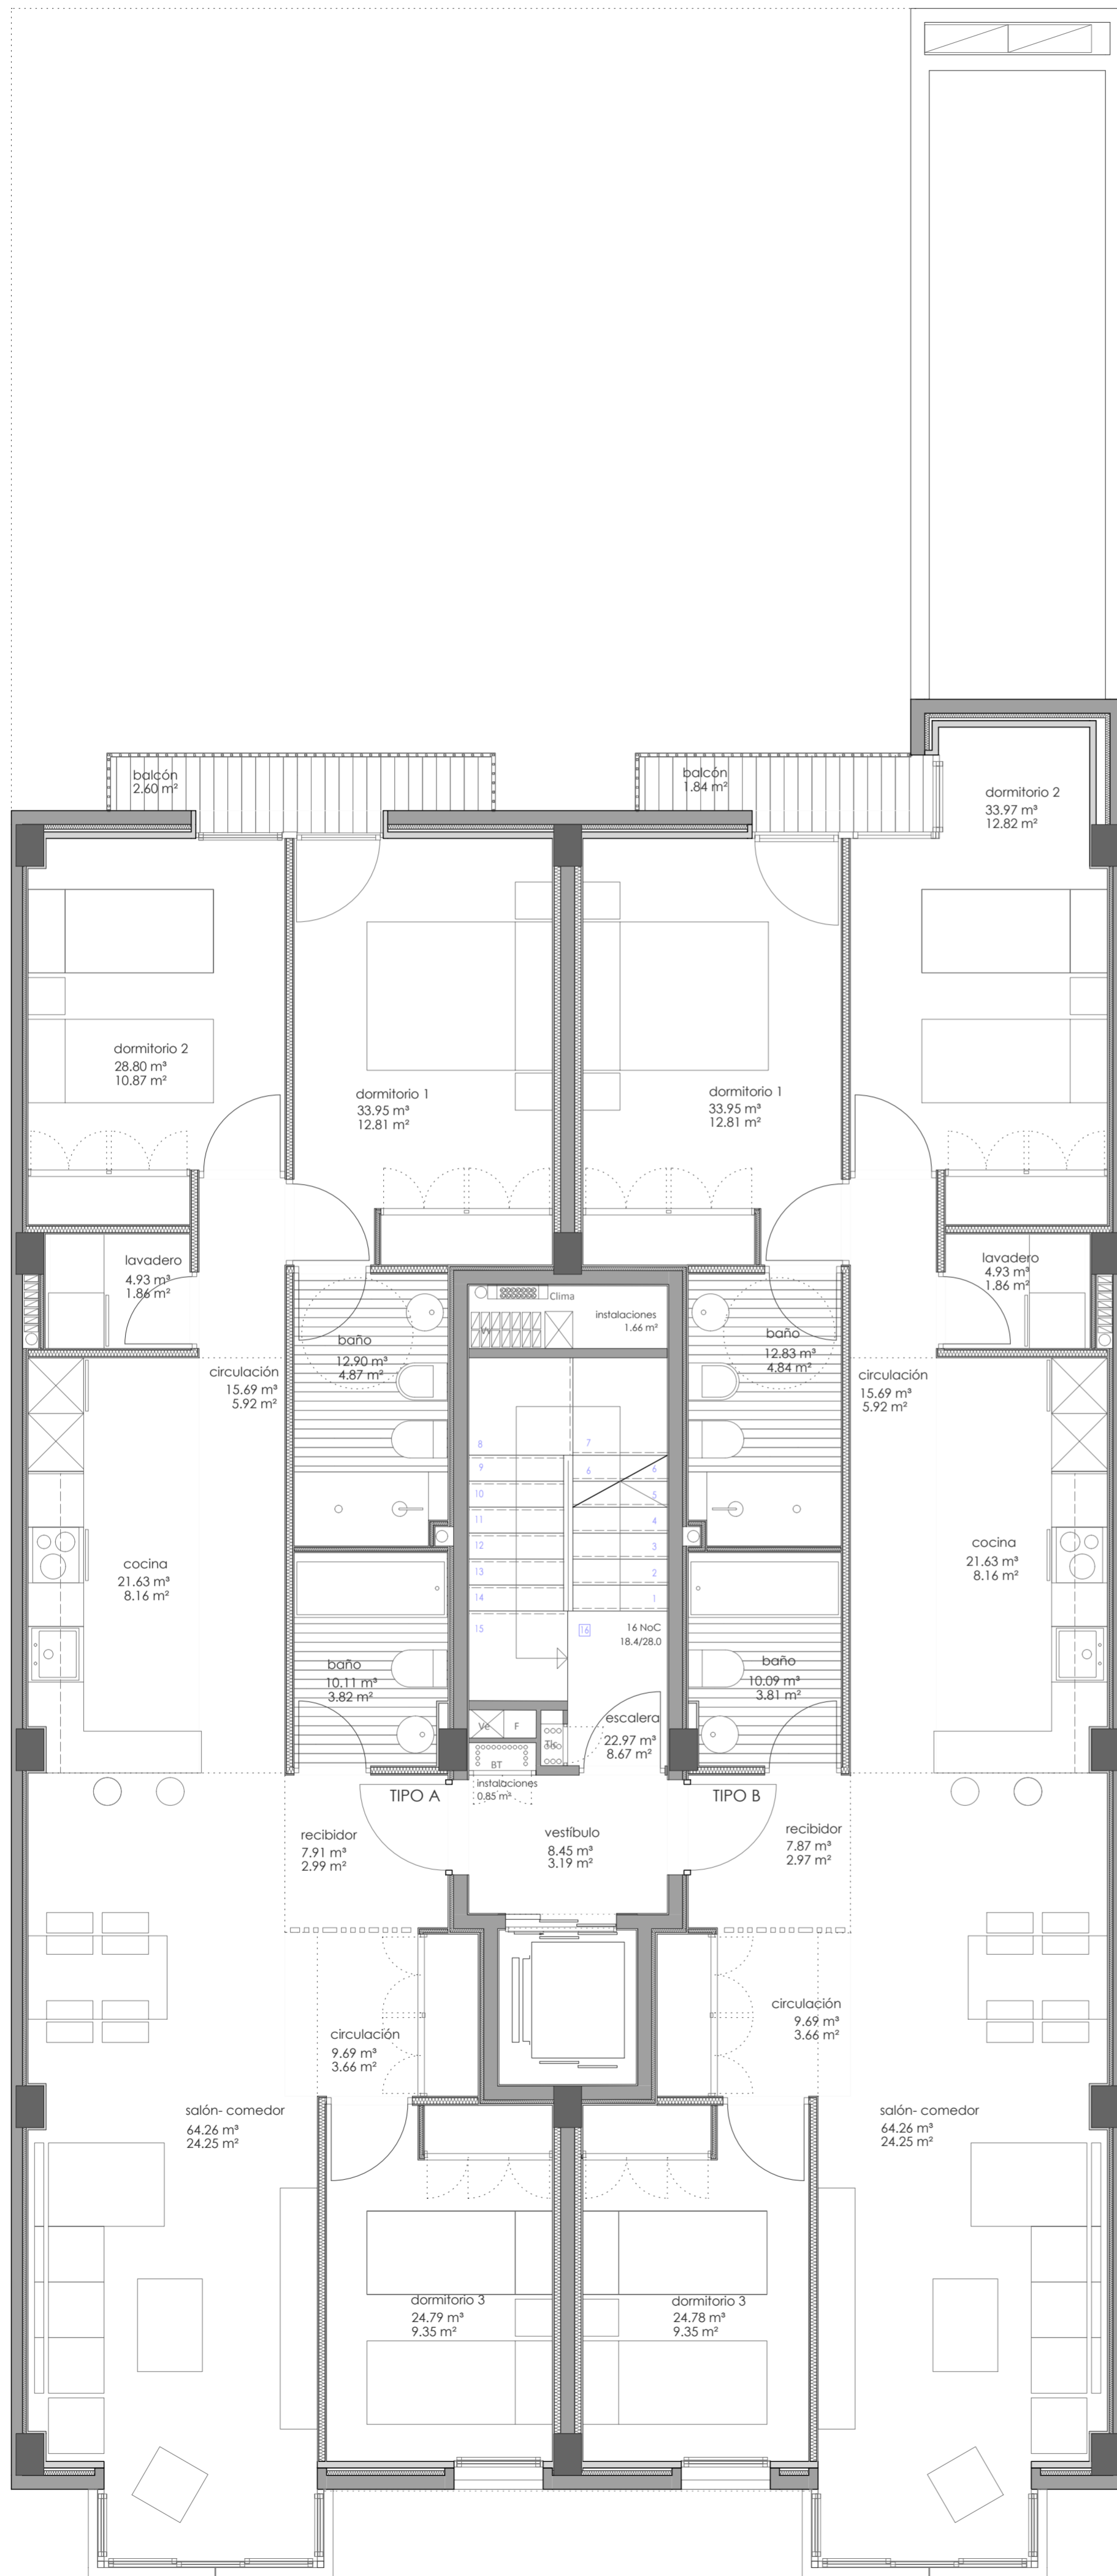 balcón
2.60 m²
balcón
1.84 m²
dormitorio 2
33.97 m³
12.82 m²
dormitorio 2
28.80 m³
10.87 m²
dormitorio 1
33.95 m³
12.81 m²
dormitorio 1
33.95 m³
12.81 m²
lavadero
4.93 m³
1.86 m²
Clima
instalaciones
1.66 m²
lavadero
4.93 m³
1.86 m²
baño
12.90 m³
4.87 m²
baño
12.83 m³
4.84 m²
circulación
15.69 m³
5.92 m²
circulación
15.69 m³
5.92 m²
8
7
9
6
6
10
5
11
4
12
3
13
2
14
1
15
16
16 NoC
18.4/28.0
cocina
21.63 m³
8.16 m²
cocina
21.63 m³
8.16 m²
baño
10.11 m³
3.82 m²
baño
10.09 m³
3.81 m²
escalera
22.97 m³
8.67 m²
Ve
F
Tlc
BT
instalaciones
0.85 m²
TIPO A
TIPO B
recibidor
7.91 m³
2.99 m²
vestíbulo
8.45 m³
3.19 m²
recibidor
7.87 m³
2.97 m²
circulación
9.69 m³
3.66 m²
circulación
9.69 m³
3.66 m²
salón- comedor
64.26 m³
24.25 m²
salón- comedor
64.26 m³
24.25 m²
dormitorio 3
24.79 m³
9.35 m²
dormitorio 3
24.78 m³
9.35 m²